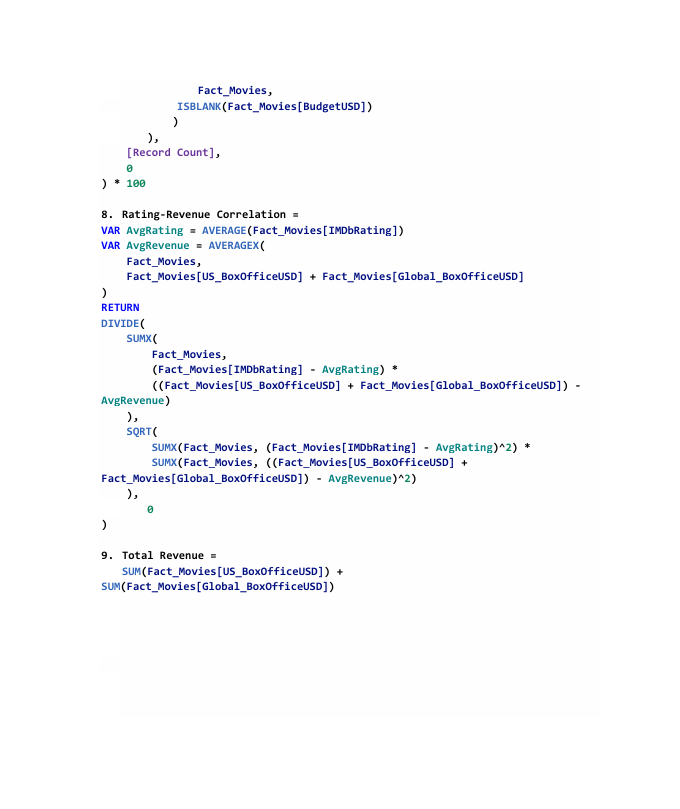 Fact_Movies,
ISBLANK(Fact_Movies[BudgetUSD])
)
),
[Record Count],
0
) * 100
8. Rating-Revenue Correlation =
VAR AvgRating = AVERAGE(Fact_Movies[IMDbRating])
VAR AvgRevenue = AVERAGEX(
Fact_Movies,
Fact_Movies[US_BoxOfficeUSD] + Fact_Movies[Global_BoxOfficeUSD]
)
RETURN
DIVIDE(
SUMX(
Fact_Movies,
(Fact_Movies[IMDbRating] - AvgRating) *
((Fact_Movies[US_BoxOfficeUSD] + Fact_Movies[Global_BoxOfficeUSD]) -
AvgRevenue)
),
SQRT(
SUMX(Fact_Movies, (Fact_Movies[IMDbRating] - AvgRating)^2) *
SUMX(Fact_Movies, ((Fact_Movies[US_BoxOfficeUSD] +
Fact_Movies[Global_BoxOfficeUSD]) - AvgRevenue)^2)
),
0
)
9. Total Revenue =
SUM(Fact_Movies[US_BoxOfficeUSD]) +
SUM(Fact_Movies[Global_BoxOfficeUSD])